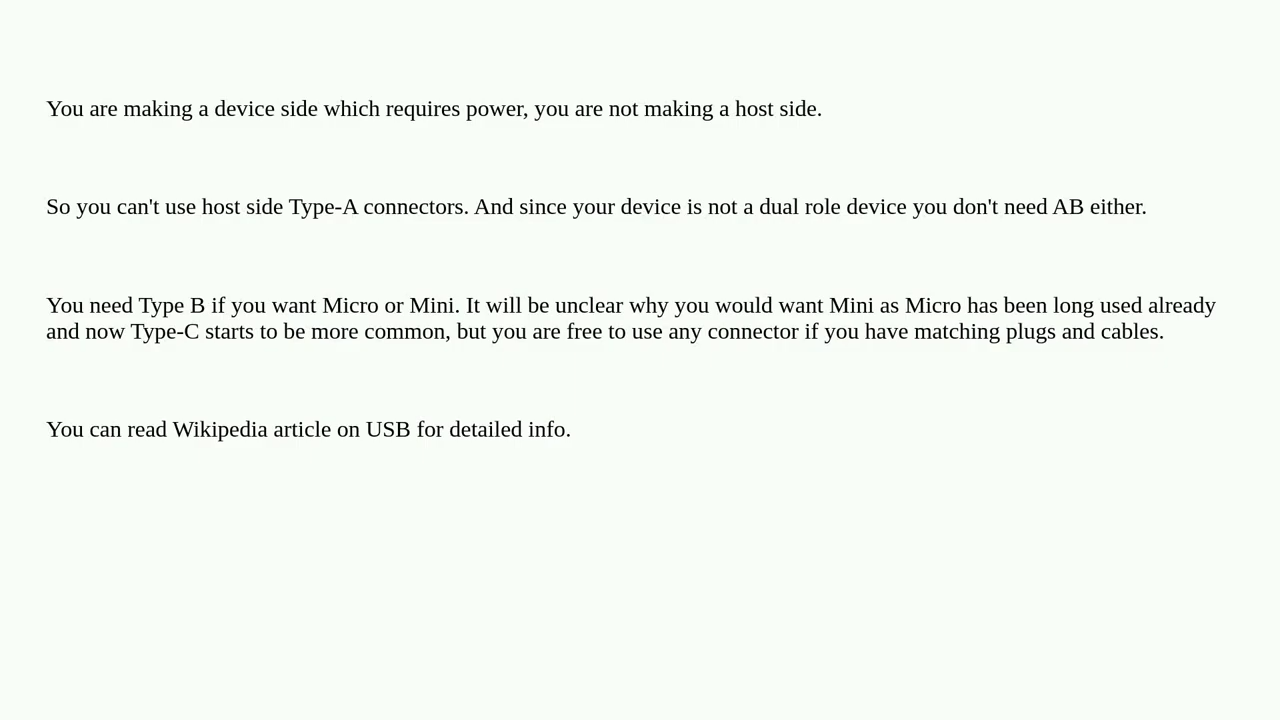 You are making a device side which requires power, you are not making a host side.
So you can't use host side Type-A connectors. And since your device is not a dual role device you don't need AB either.
You need Type B if you want Micro or Mini. It will be unclear why you would want Mini as Micro has been long used already
and now Type-C starts to be more common, but you are free to use any connector if you have matching plugs and cables.
You can read Wikipedia article on USB for detailed info.